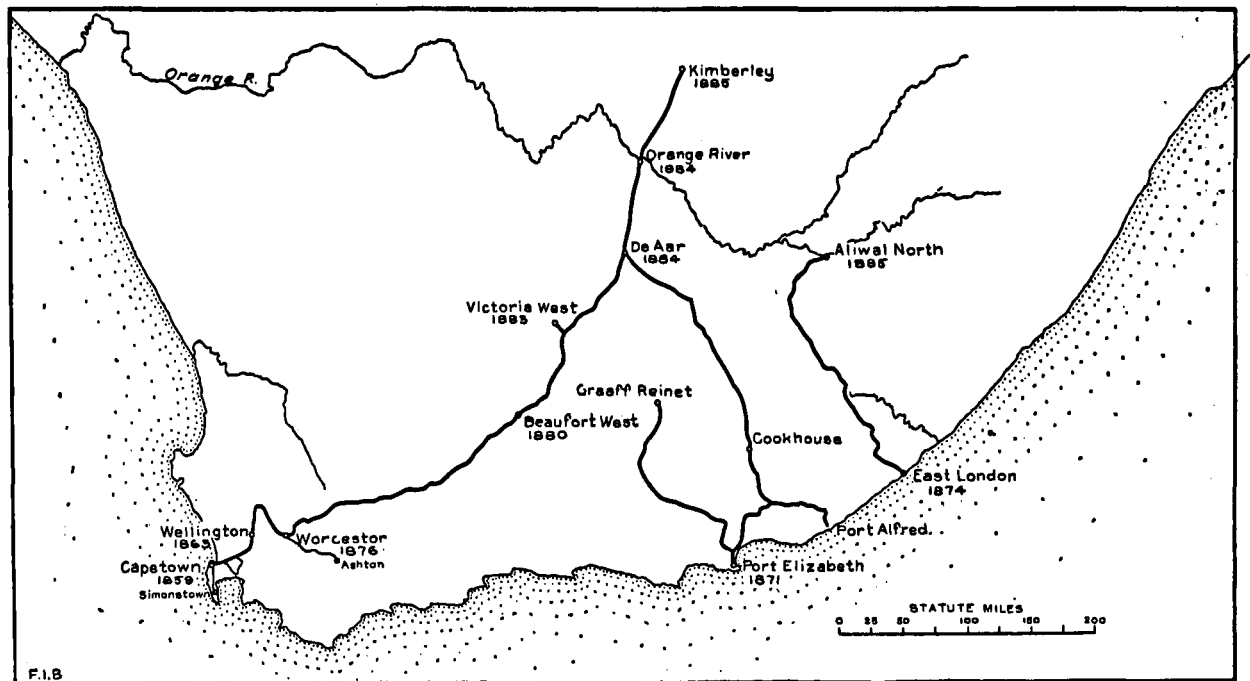 Orange R.
Kimberley
1885
Orange River
1884
De Aar
1884
Aliwal North
1885
Victoria West
1883
Graaff Reinet
Beaufort West
1880
Cookhouse
East London
1874
Wellington
1863
Worcestor
1876
Ashton
Port Alfred
Capetown
1859
Simonstown
Port Elizabeth
1871
STATUTE MILES
0 25 50 100 150 200
F.I.B